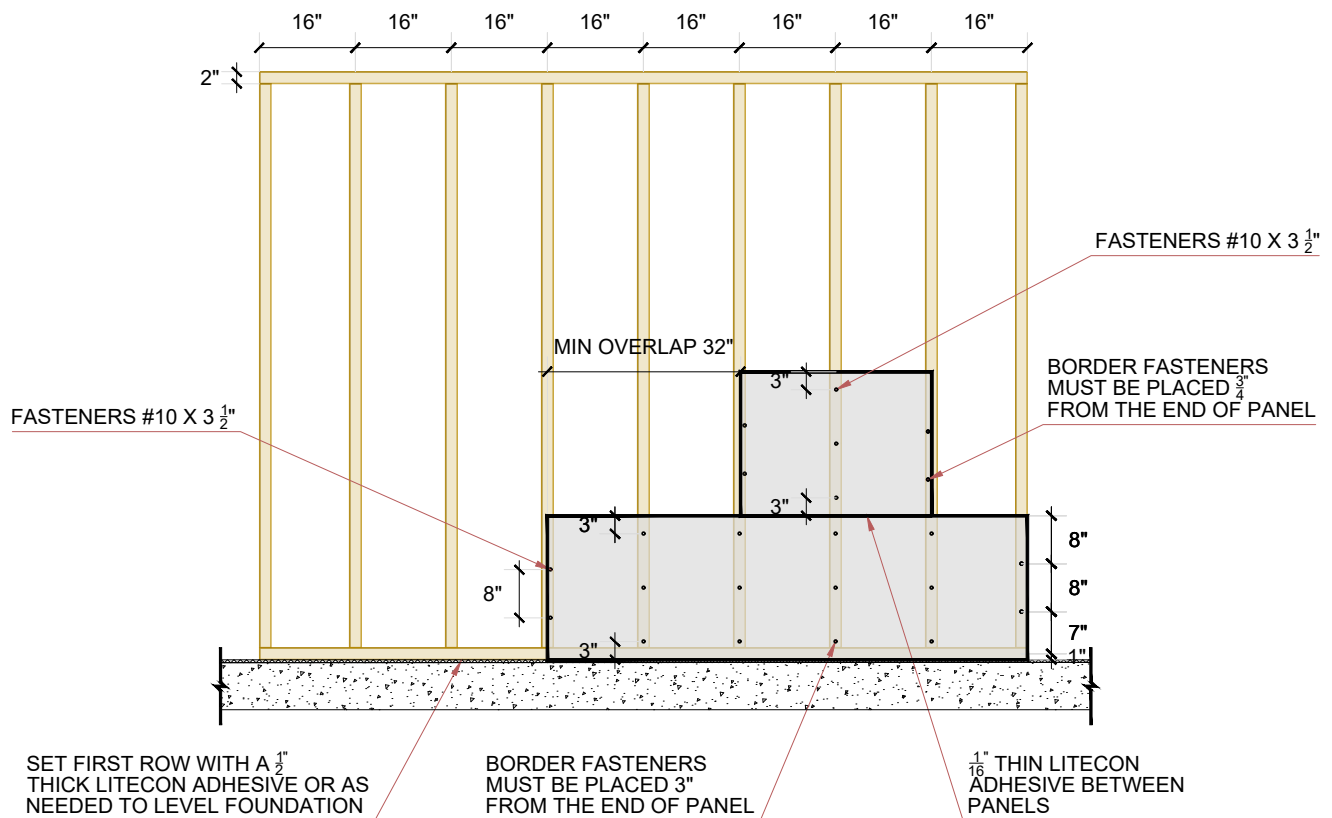 16" 16" 16" 16" 16" 16" 16" 16"
2"
FASTENERS #10 X 3 1/2"
MIN OVERLAP 32"
3"
BORDER FASTENERS
MUST BE PLACED 3/4"
FROM THE END OF PANEL
FASTENERS #10 X 3 1/2"
3"
3"
8"
8"
8"
7"
3"
1"
SET FIRST ROW WITH A 1/2"
THICK LITECON ADHESIVE OR AS
NEEDED TO LEVEL FOUNDATION
BORDER FASTENERS
MUST BE PLACED 3"
FROM THE END OF PANEL
1/16" THIN LITECON
ADHESIVE BETWEEN
PANELS